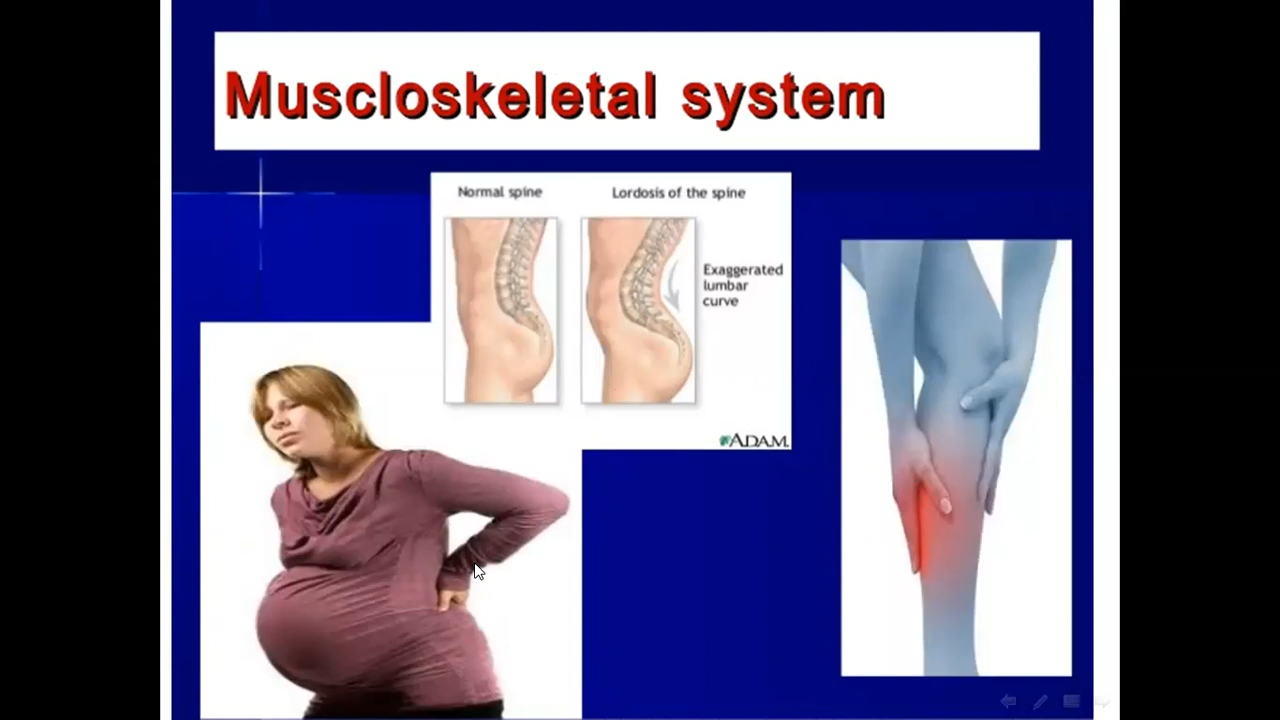 Muscloskeletal system
Normal spine
Lordosis of the spine
Exaggerated
lumbar
curve
ADAM.